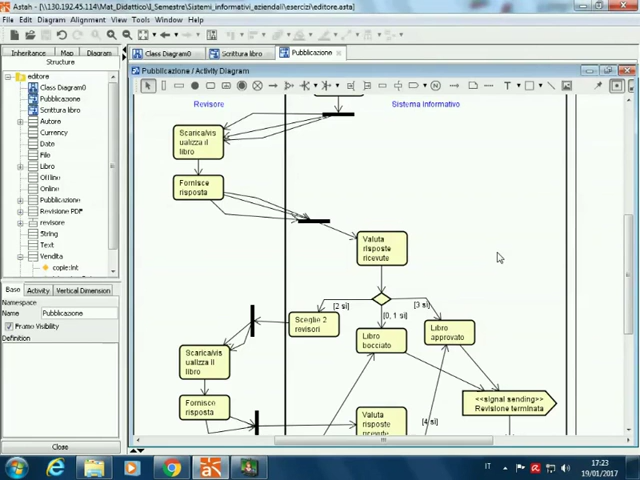 Astah - [\\130.192.45.114\Mat_Didattico\I_Semestre\Sistemi_informativi_aziendali\esercizi\editore.asta]
File Edit Diagram Alignment View Tools Window Help
Inheritance Map Diagram
Structure
editore
Class Diagram0
Pubblicazione
Scrittura libro
Autore
Currency
Date
File
Libro
Offline
Online
Pubblicazione
Revisione PDF
revisore
String
Text
Vendita
copie: int
Base Activity Vertical Dimension
Namespace
Name Pubblicazione
Frame Visibility
Definition
Close
Class Diagram0 Scrittura libro Pubblicazione
Pubblicazione / Activity Diagram
Revisore
Sistema Informativo
Scarica/vis
ualizza il
libro
Fornisce
risposta
Valuta
risposte
ricevute
[2 sì]
[0, 1 sì]
[3 sì]
Sceglie 2
revisori
Libro
bocciato
Libro
approvato
Scarica/vis
ualizza il
libro
Fornisce
risposta
<<signal sending>>
Revisione terminata
Valuta
risposte
ricevute
[4 sì]
IT
17:23
19/01/2017